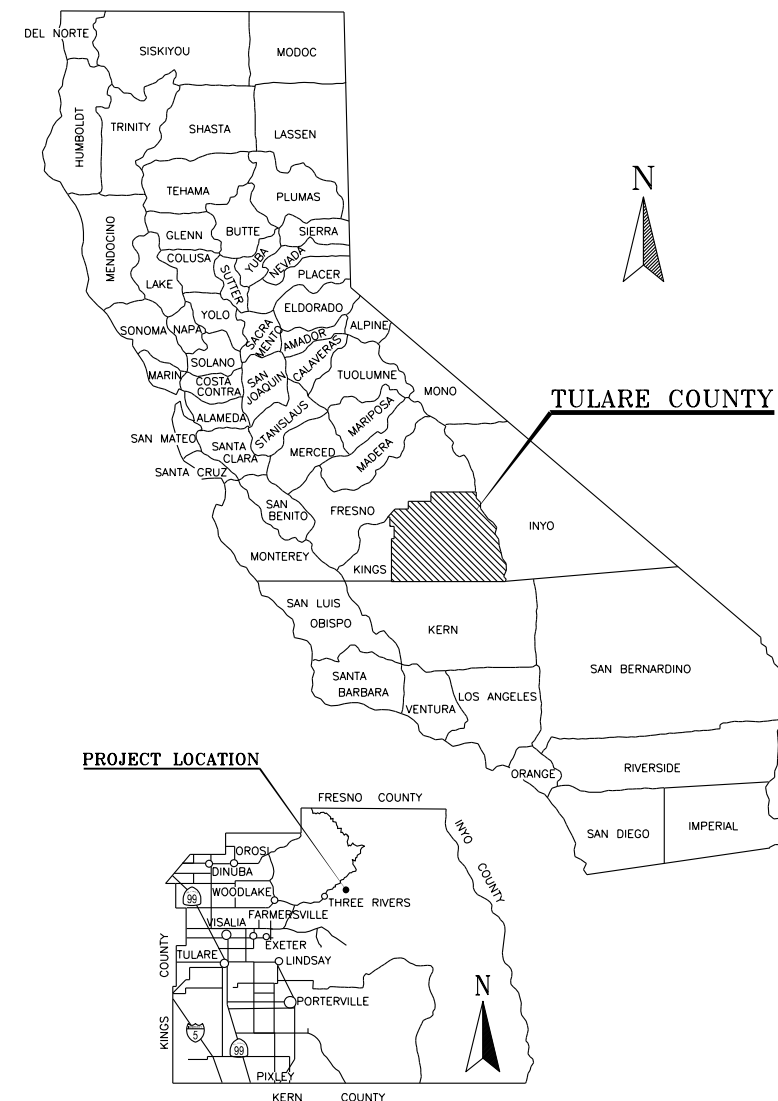 DEL NORTE
SISKIYOU
MODOC
HUMBOLDT
TRINITY
SHASTA
LASSEN
TEHAMA
PLUMAS
MENDOCINO
GLENN
BUTTE
SIERRA
COLUSA
YUBA
NEVADA
LAKE
SUTTER
PLACER
SONOMA
NAPA
YOLO
SACRA
MENTO
ELDORADO
AMADOR
ALPINE
MARIN
SOLANO
COSTA
CONTRA
SAN
JOAQUIN
CALAVERAS
TUOLUMNE
MONO
ALAMEDA
STANISLAUS
MARIPOSA
SAN MATEO
SANTA
CLARA
MERCED
MADERA
SANTA CRUZ
SAN
BENITO
FRESNO
INYO
MONTEREY
KINGS
SAN LUIS
OBISPO
KERN
SAN BERNARDINO
SANTA
BARBARA
VENTURA
LOS ANGELES
ORANGE
RIVERSIDE
SAN DIEGO
IMPERIAL
N
TULARE COUNTY
PROJECT LOCATION
FRESNO COUNTY
INYO COUNTY
OROSI
DINUBA
99
WOODLAKE
THREE RIVERS
FARMERSVILLE
VISALIA
EXETER
TULARE
LINDSAY
KINGS COUNTY
PORTERVILLE
5
99
PIXLEY
N
KERN COUNTY